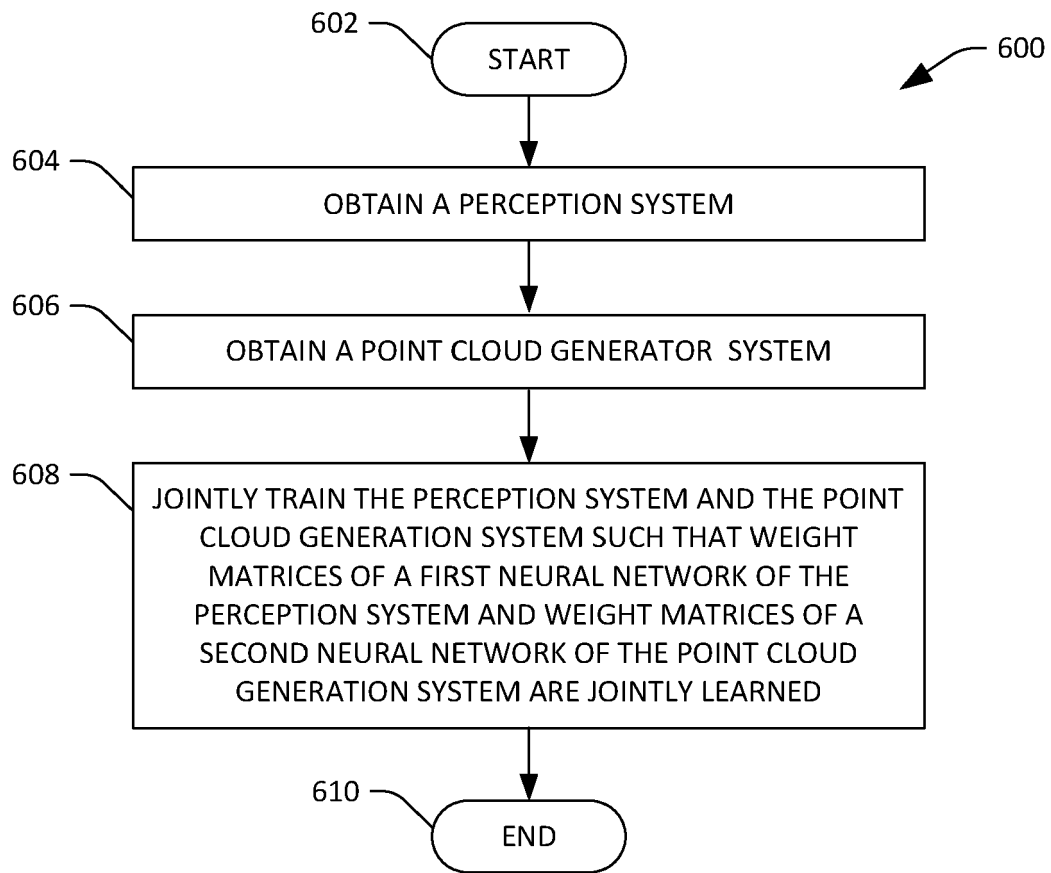 602
START
600
604
OBTAIN A PERCEPTION SYSTEM
606
OBTAIN A POINT CLOUD GENERATOR SYSTEM
608
JOINTLY TRAIN THE PERCEPTION SYSTEM AND THE POINT
CLOUD GENERATION SYSTEM SUCH THAT WEIGHT
MATRICES OF A FIRST NEURAL NETWORK OF THE
PERCEPTION SYSTEM AND WEIGHT MATRICES OF A
SECOND NEURAL NETWORK OF THE POINT CLOUD
GENERATION SYSTEM ARE JOINTLY LEARNED
610
END